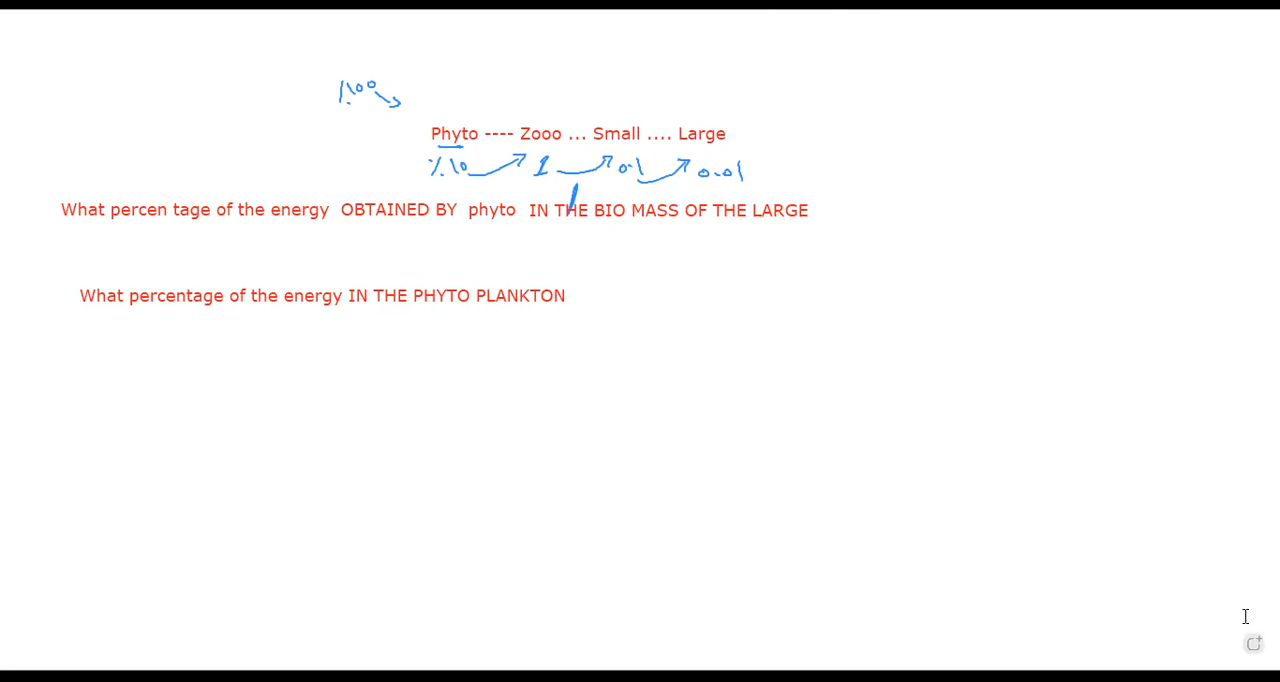 %100
Phyto ---- Zooo ... Small .... Large
%10 1 0.1 0.01
What percen tage of the energy OBTAINED BY phyto IN THE BIO MASS OF THE LARGE
What percentage of the energy IN THE PHYTO PLANKTON